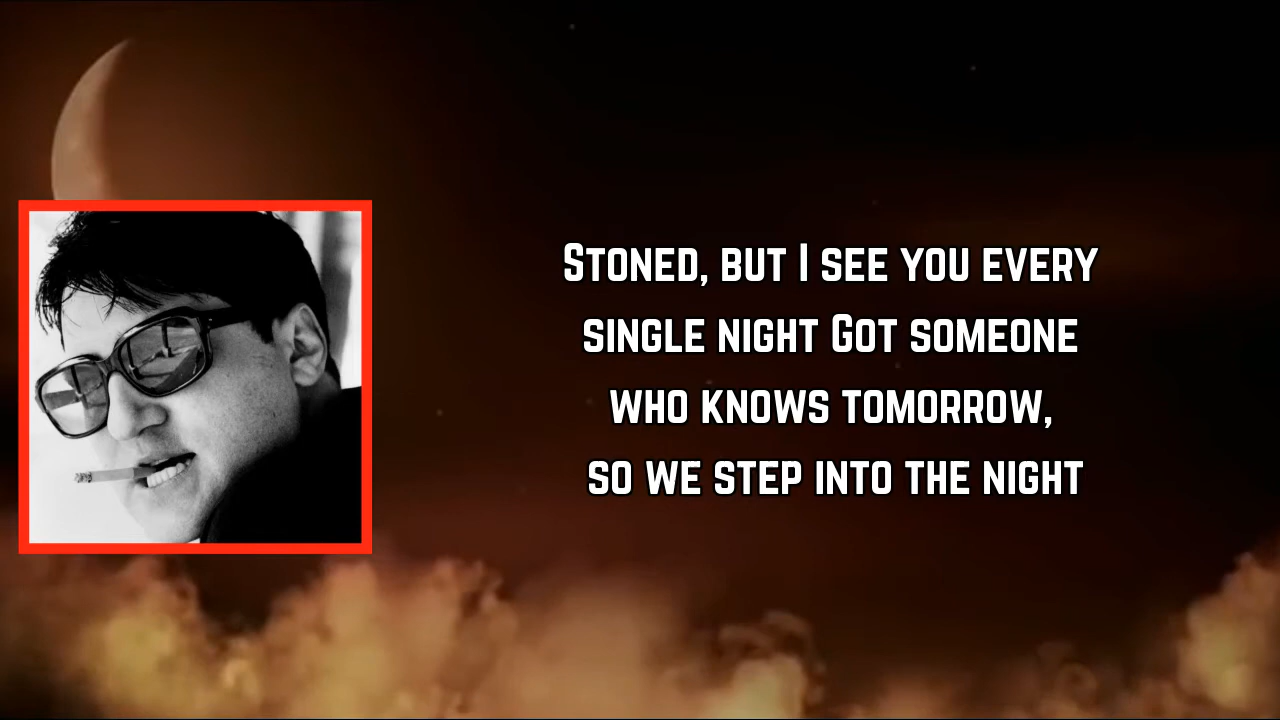 Stoned, but I see you every
single night Got someone
who knows tomorrow,
so we step into the night